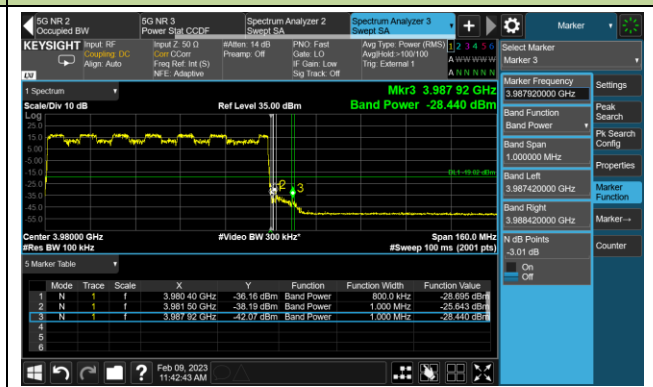 5G NR 2
Occupied BW
5G NR 3
Power Stat CCDF
Spectrum Analyzer 2
Swept SA
Spectrum Analyzer 3
Swept SA
Marker
KEYSIGHT
Input: RF
Coupling: DC
Align: Auto
Input Z: 50 Ω
Corr CCorr
Freq Ref: Int (S)
NFE: Adaptive
#Atten: 14 dB
Preamp: Off
PNO: Fast
Gate: LO
IF Gain: Low
Sig Track: Off
Avg Type: Power (RMS)
Avg|Hold:>100/100
Trig: External 1
1 2 3 4 5 6
A W W W W W
A N N N N N
LXI
Select Marker
Marker 3
1 Spectrum
Mkr3 3.987 92 GHz
Scale/Div 10 dB
Ref Level 35.00 dBm
Band Power -28.440 dBm
Log
25.0
15.0
5.00
-5.00
-15.0
-25.0
-35.0
-45.0
-55.0
DL1 -19.02 dBm
2
3
Center 3.98000 GHz
#Video BW 300 kHz*
Span 160.0 MHz
#Res BW 100 kHz
#Sweep 100 ms (2001 pts)
5 Marker Table
Mode Trace Scale X Y Function Function Width Function Value
1 N 1 f 3.980 40 GHz -36.16 dBm Band Power 800.0 kHz -28.695 dBm
2 N 1 f 3.981 50 GHz -38.19 dBm Band Power 1.000 MHz -25.643 dBm
3 N 1 f 3.987 92 GHz -42.07 dBm Band Power 1.000 MHz -28.440 dBm
4
5
6
Marker Frequency
3.987920000 GHz
Band Function
Band Power
Band Span
1.000000 MHz
Band Left
3.987420000 GHz
Band Right
3.988420000 GHz
N dB Points
-3.01 dB
On
Off
Settings
Peak
Search
Pk Search
Config
Properties
Marker
Function
Marker→
Counter
Feb 09, 2023
11:42:43 AM